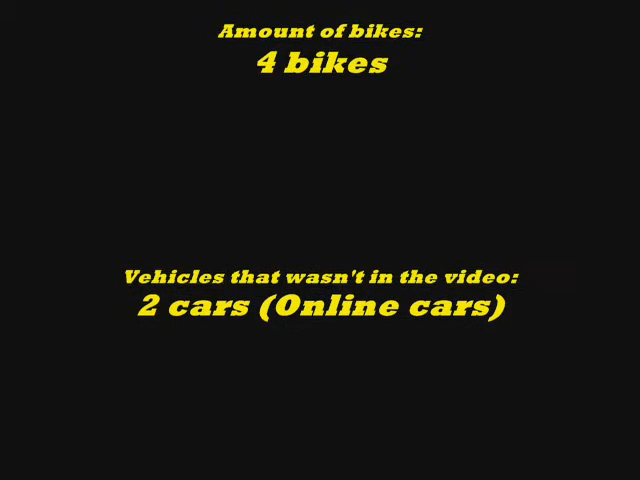 Amount of bikes:
4 bikes
Vehicles that wasn't in the video:
2 cars (Online cars)